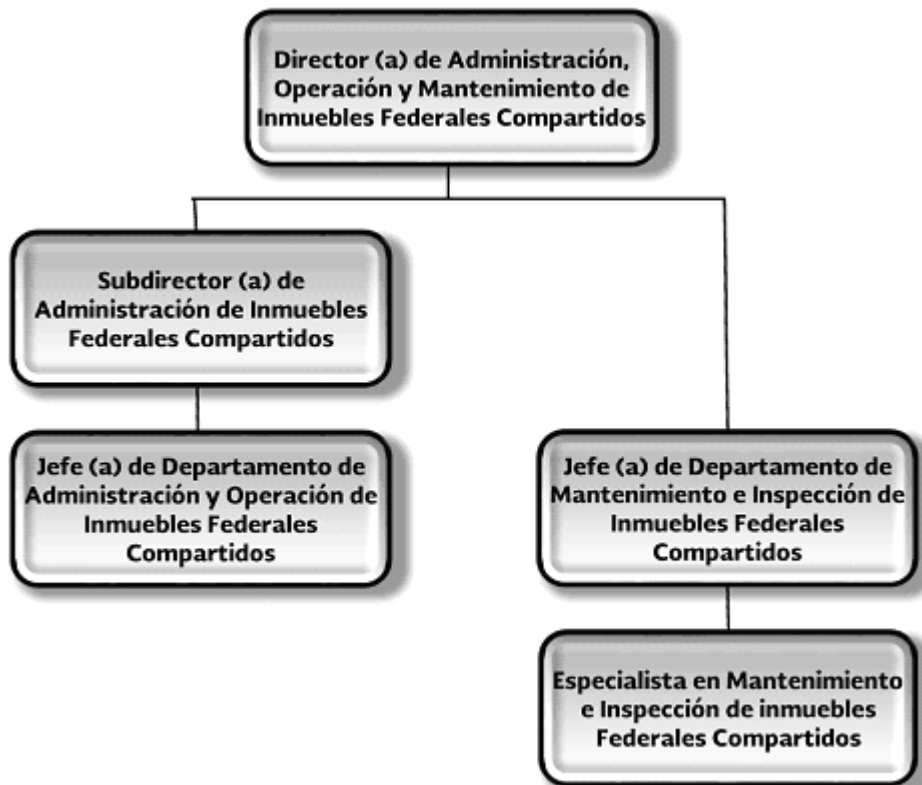 Director (a) de Administración,
Operación y Mantenimiento de
Inmuebles Federales Compartidos
Subdirector (a) de
Administración de Inmuebles
Federales Compartidos
Jefe (a) de Departamento de
Administración y Operación de
Inmuebles Federales
Compartidos
Jefe (a) de Departamento de
Mantenimiento e Inspección de
Inmuebles Federales
Compartidos
Especialista en Mantenimiento
e Inspección de inmuebles
Federales Compartidos